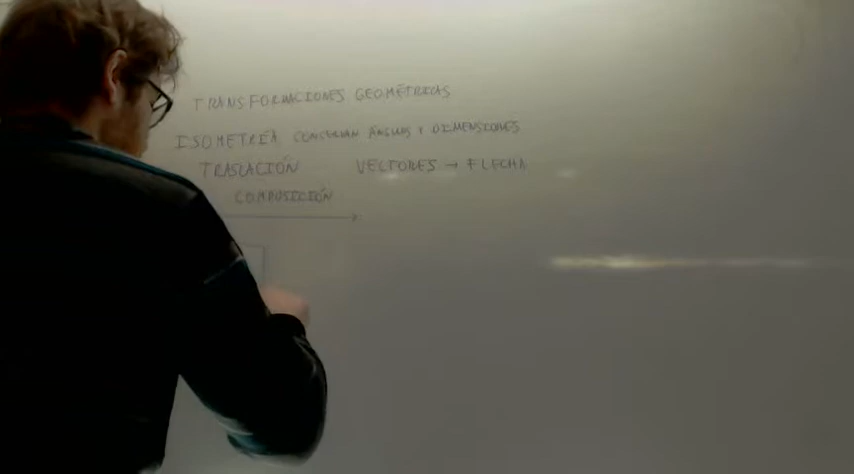 TRANSFORMACIONES GEOMÉTRICAS
ISOMETRÍA CONSERVAN ÁNGULOS Y DIMENSIONES
TRASLACIÓN VECTORES → FLECHA
COMPOSICIÓN